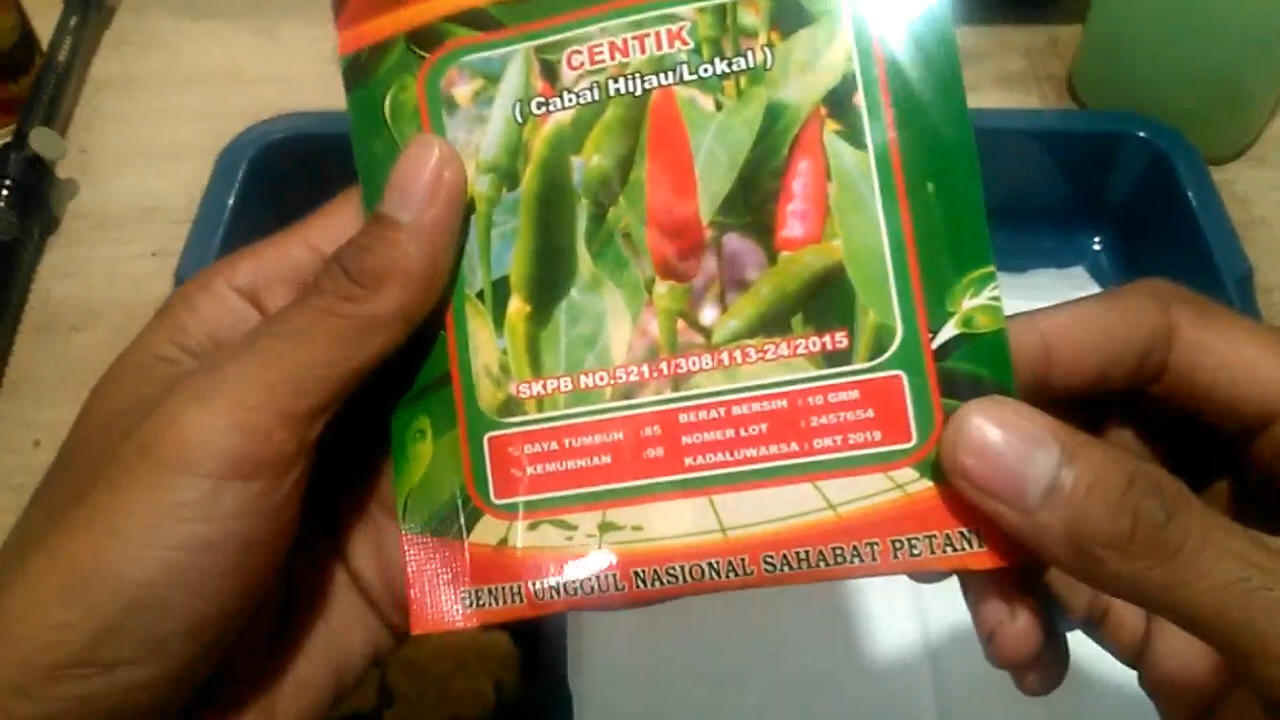 CENTIK
( Cabai Hijau/Lokal )
SKPB NO.521.1/308/113-24/2015
% DAYA TUMBUH :85
% KEMURNIAN :98
BERAT BERSIH : 10 GRM
NOMER LOT : 2457654
KADALUWARSA : OKT 2019
BENIH UNGGUL NASIONAL SAHABAT PETANI